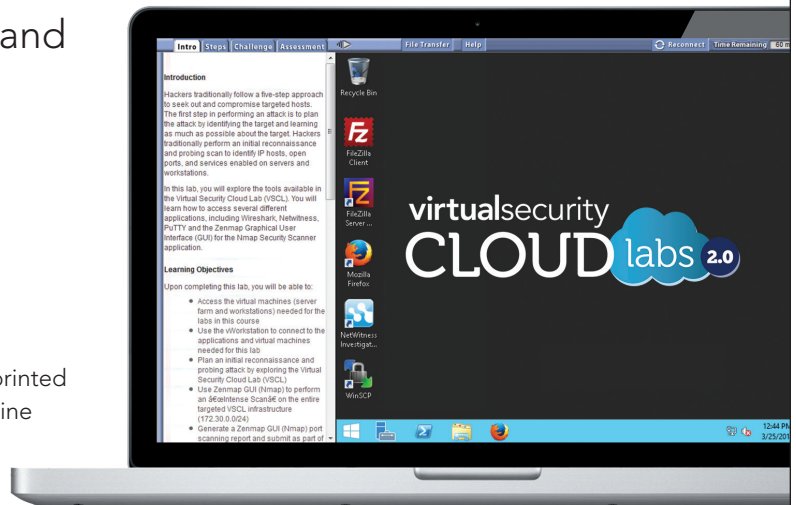 and
Intro Steps Challenge Assessment
File Transfer Help
Reconnect Time Remaining 60 m
Introduction
Hackers traditionally follow a five-step approach
to seek out and compromise targeted hosts.
The first step in performing an attack is to plan
the attack by identifying the target and learning
as much as possible about the target. Hackers
traditionally perform an initial reconnaissance
and probing scan to identify IP hosts, open
ports, and services enabled on servers and
workstations.
In this lab, you will explore the tools available in
the Virtual Security Cloud Lab (VSCL). You will
learn how to access several different
applications, including Wireshark, Netwitness,
PuTTY and the Zenmap Graphical User
Interface (GUI) for the Nmap Security Scanner
application.
Learning Objectives
Upon completing this lab, you will be able to:
Access the virtual machines (server
farm and workstations) needed for the
labs in this course
Use the vWorkstation to connect to the
applications and virtual machines
needed for this lab
Plan an initial reconnaissance and
probing attack by exploring the Virtual
Security Cloud Lab (VSCL)
Use Zenmap GUI (Nmap) to perform
an â€œIntense Scanâ€ on the entire
targeted VSCL infrastructure
(172.30.0.0/24)
Generate a Zenmap GUI (Nmap) port
scanning report and submit as part of
Recycle Bin
FileZilla
Client
FileZilla
Server ...
Mozilla
Firefox
NetWitness
Investigat...
WinSCP
virtualsecurity
CLOUD labs 2.0
12:44 PM
3/25/201
printed
ine